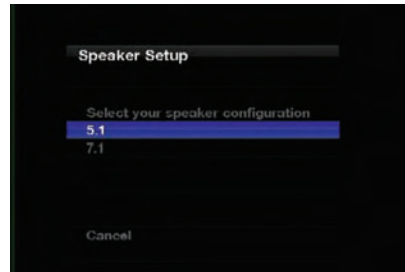 Speaker Setup
Select your speaker configuration
5.1
7.1
Cancel